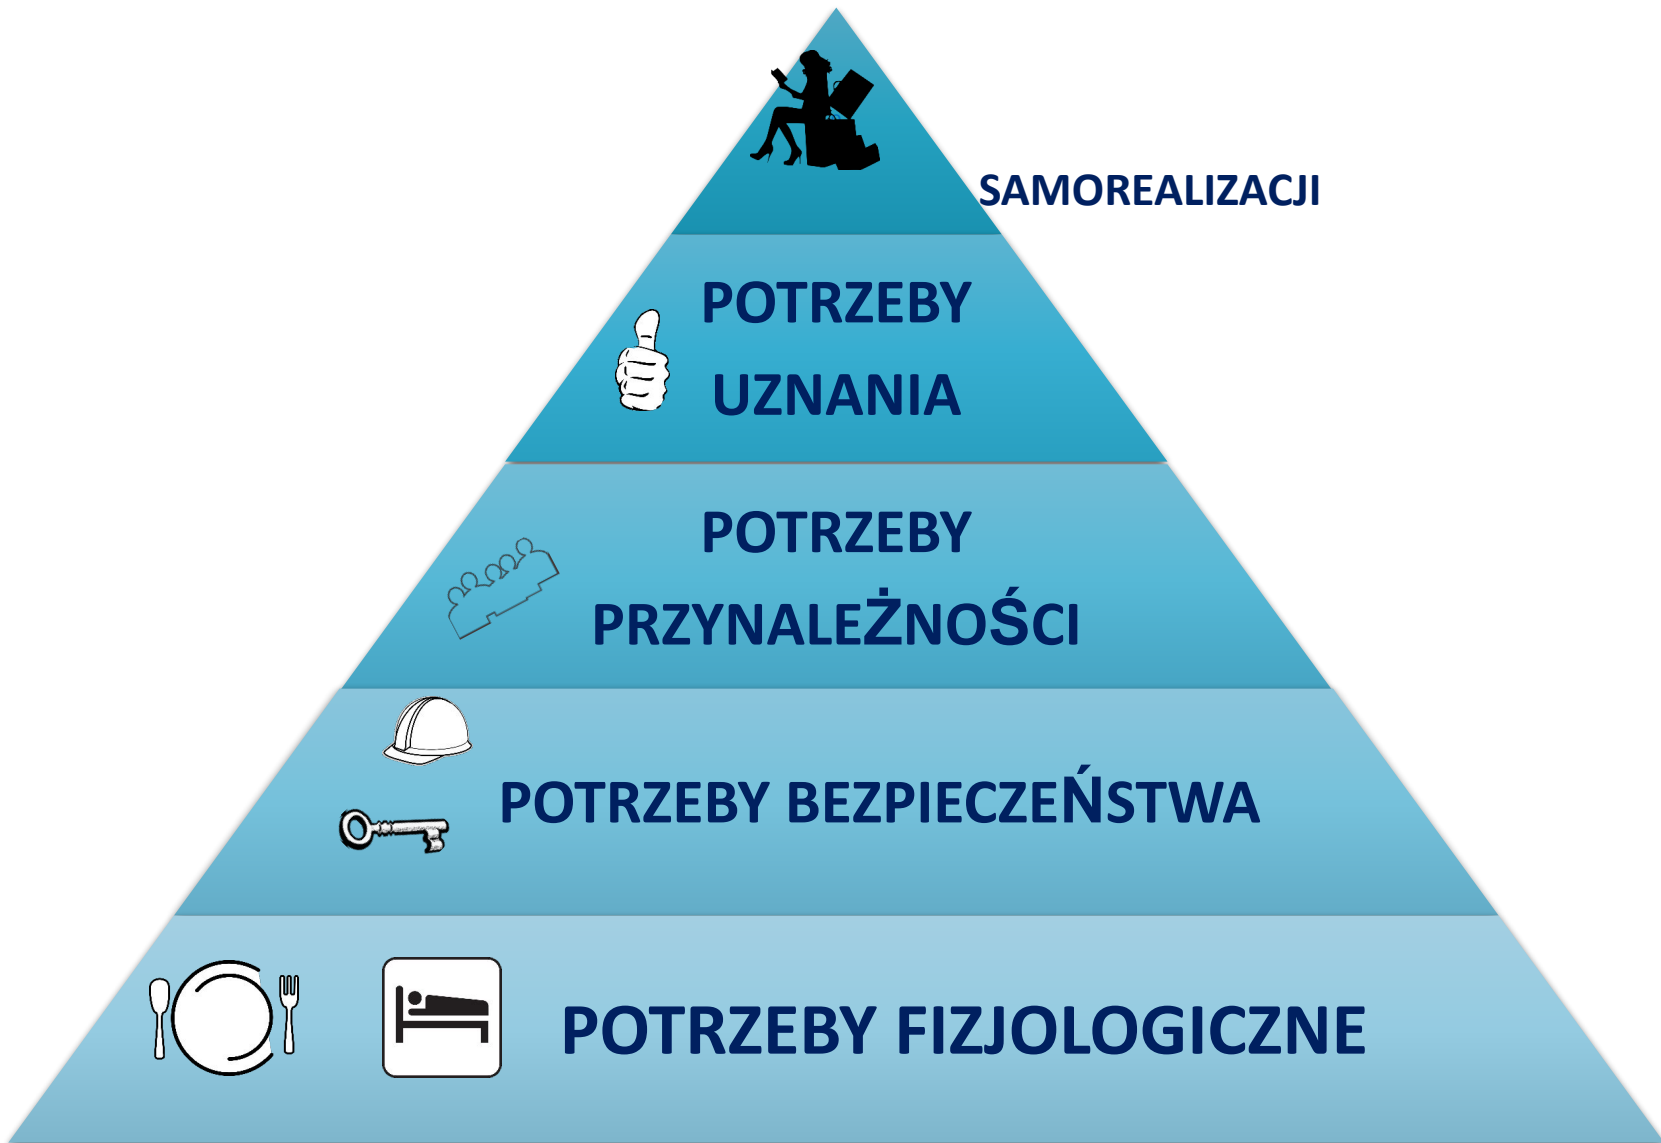 SAMOREALIZACJI
POTRZEBY
UZNANIA
POTRZEBY
PRZYNALEŻNOŚCI
POTRZEBY BEZPIECZEŃSTWA
POTRZEBY FIZJOLOGICZNE